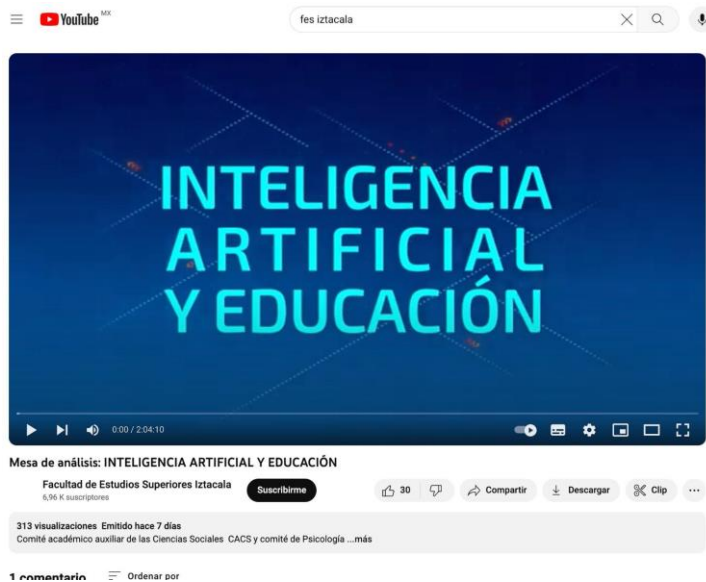 YouTube MX
fes iztacala
INTELIGENCIA
ARTIFICIAL
Y EDUCACIÓN
0:00 / 2:04:10
Mesa de análisis: INTELIGENCIA ARTIFICIAL Y EDUCACIÓN
Facultad de Estudios Superiores Iztacala
6,96 K suscriptores
Suscribirme
30
Compartir
Descargar
Clip
313 visualizaciones Emitido hace 7 días
Comité académico auxiliar de las Ciencias Sociales CACS y comité de Psicología ...más
1 comentario
Ordenar por